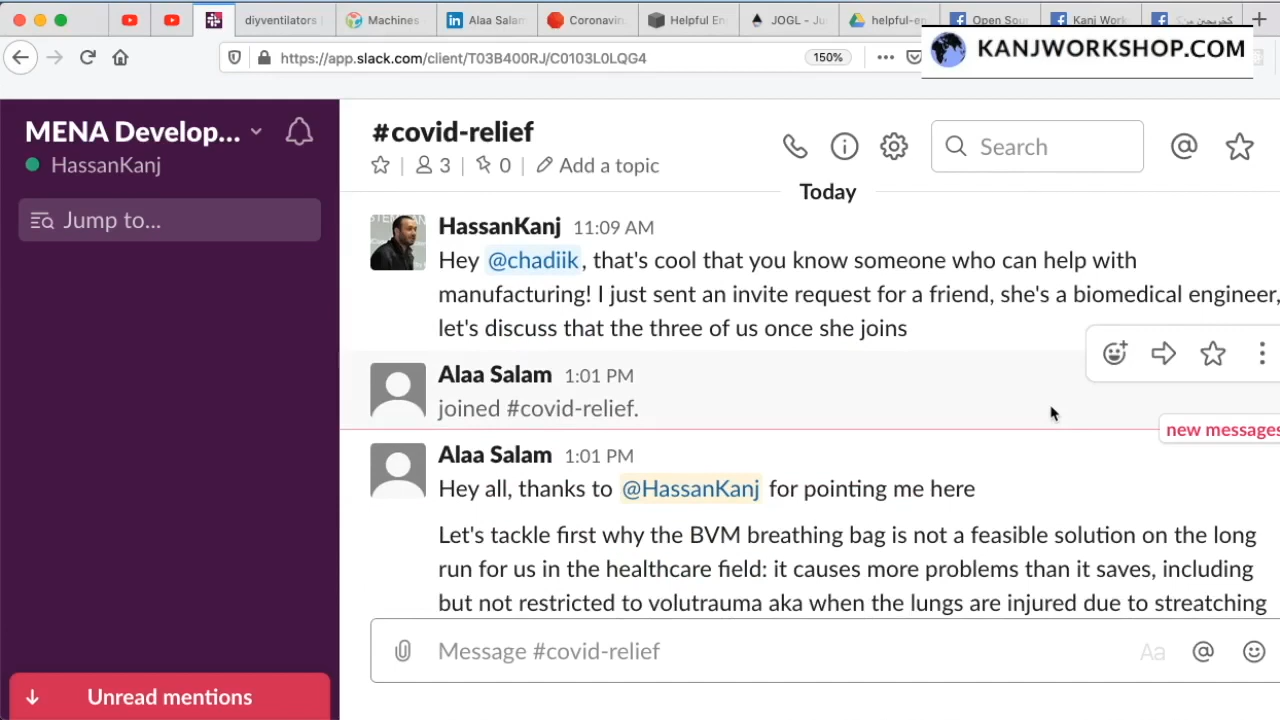 diyventilators
Machines
Alaa Salam
Coronavin
Helpful En
JOGL - Ju
helpful-en
Open Sou
Kanj Work
https://app.slack.com/client/T03B400RJ/C0103L0LQG4
150%
KANJWORKSHOP.COM
MENA Develop...
HassanKanj
Jump to...
Unread mentions
#covid-relief
3 | 0 | Add a topic
Search
Today
HassanKanj 11:09 AM
Hey @chadiik, that's cool that you know someone who can help with
manufacturing! I just sent an invite request for a friend, she's a biomedical engineer,
let's discuss that the three of us once she joins
Alaa Salam 1:01 PM
joined #covid-relief.
new messages
Alaa Salam 1:01 PM
Hey all, thanks to @HassanKanj for pointing me here
Let's tackle first why the BVM breathing bag is not a feasible solution on the long
run for us in the healthcare field: it causes more problems than it saves, including
but not restricted to volutrauma aka when the lungs are injured due to streatching
Message #covid-relief
Aa